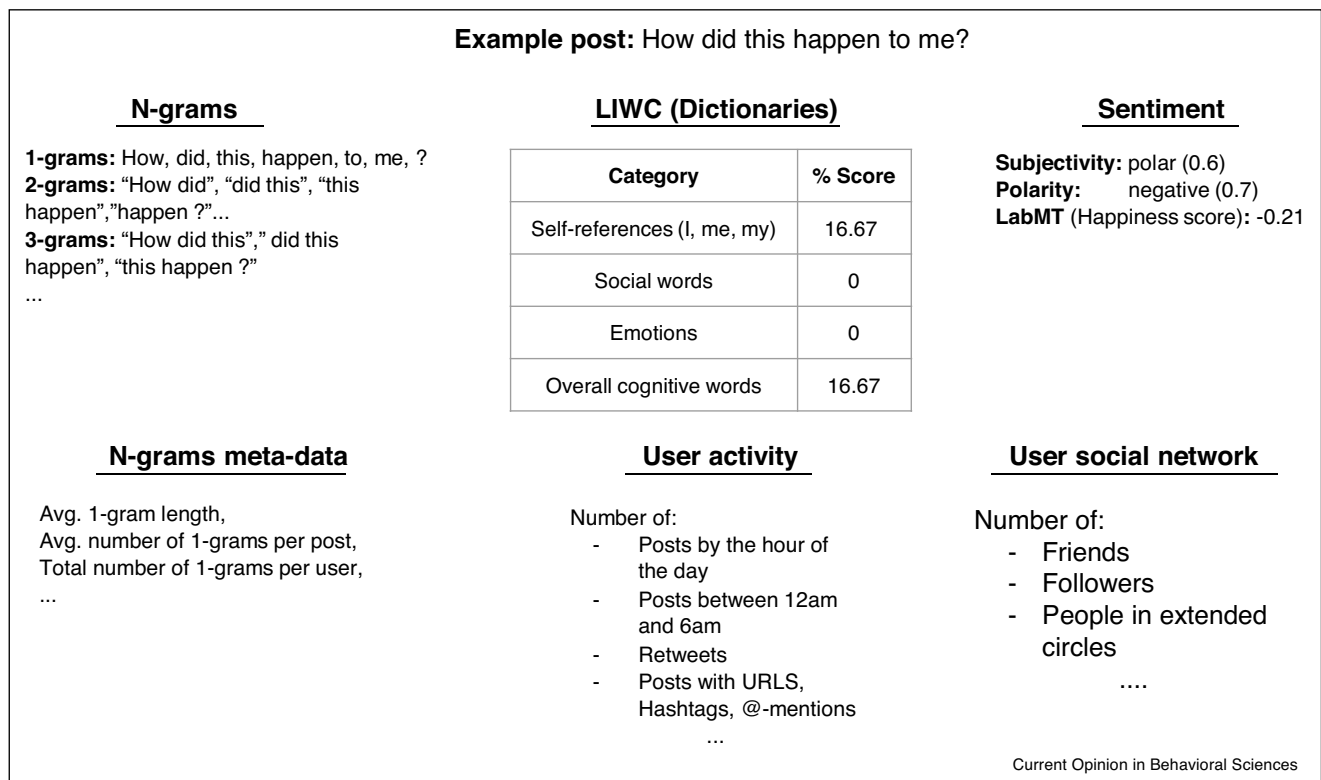 Example post: How did this happen to me?
N-grams
1-grams: How, did, this, happen, to, me, ?
2-grams: “How did”, “did this”, “this
happen”,”happen ?”...
3-grams: “How did this”,” did this
happen”, “this happen ?”
...
LIWC (Dictionaries)
Category % Score
Self-references (I, me, my) 16.67
Social words 0
Emotions 0
Overall cognitive words 16.67
Sentiment
Subjectivity: polar (0.6)
Polarity: negative (0.7)
LabMT (Happiness score): -0.21
N-grams meta-data
Avg. 1-gram length,
Avg. number of 1-grams per post,
Total number of 1-grams per user,
...
User activity
Number of:
- Posts by the hour of
the day
- Posts between 12am
and 6am
- Retweets
- Posts with URLS,
Hashtags, @-mentions
...
User social network
Number of:
- Friends
- Followers
- People in extended
circles
....
Current Opinion in Behavioral Sciences